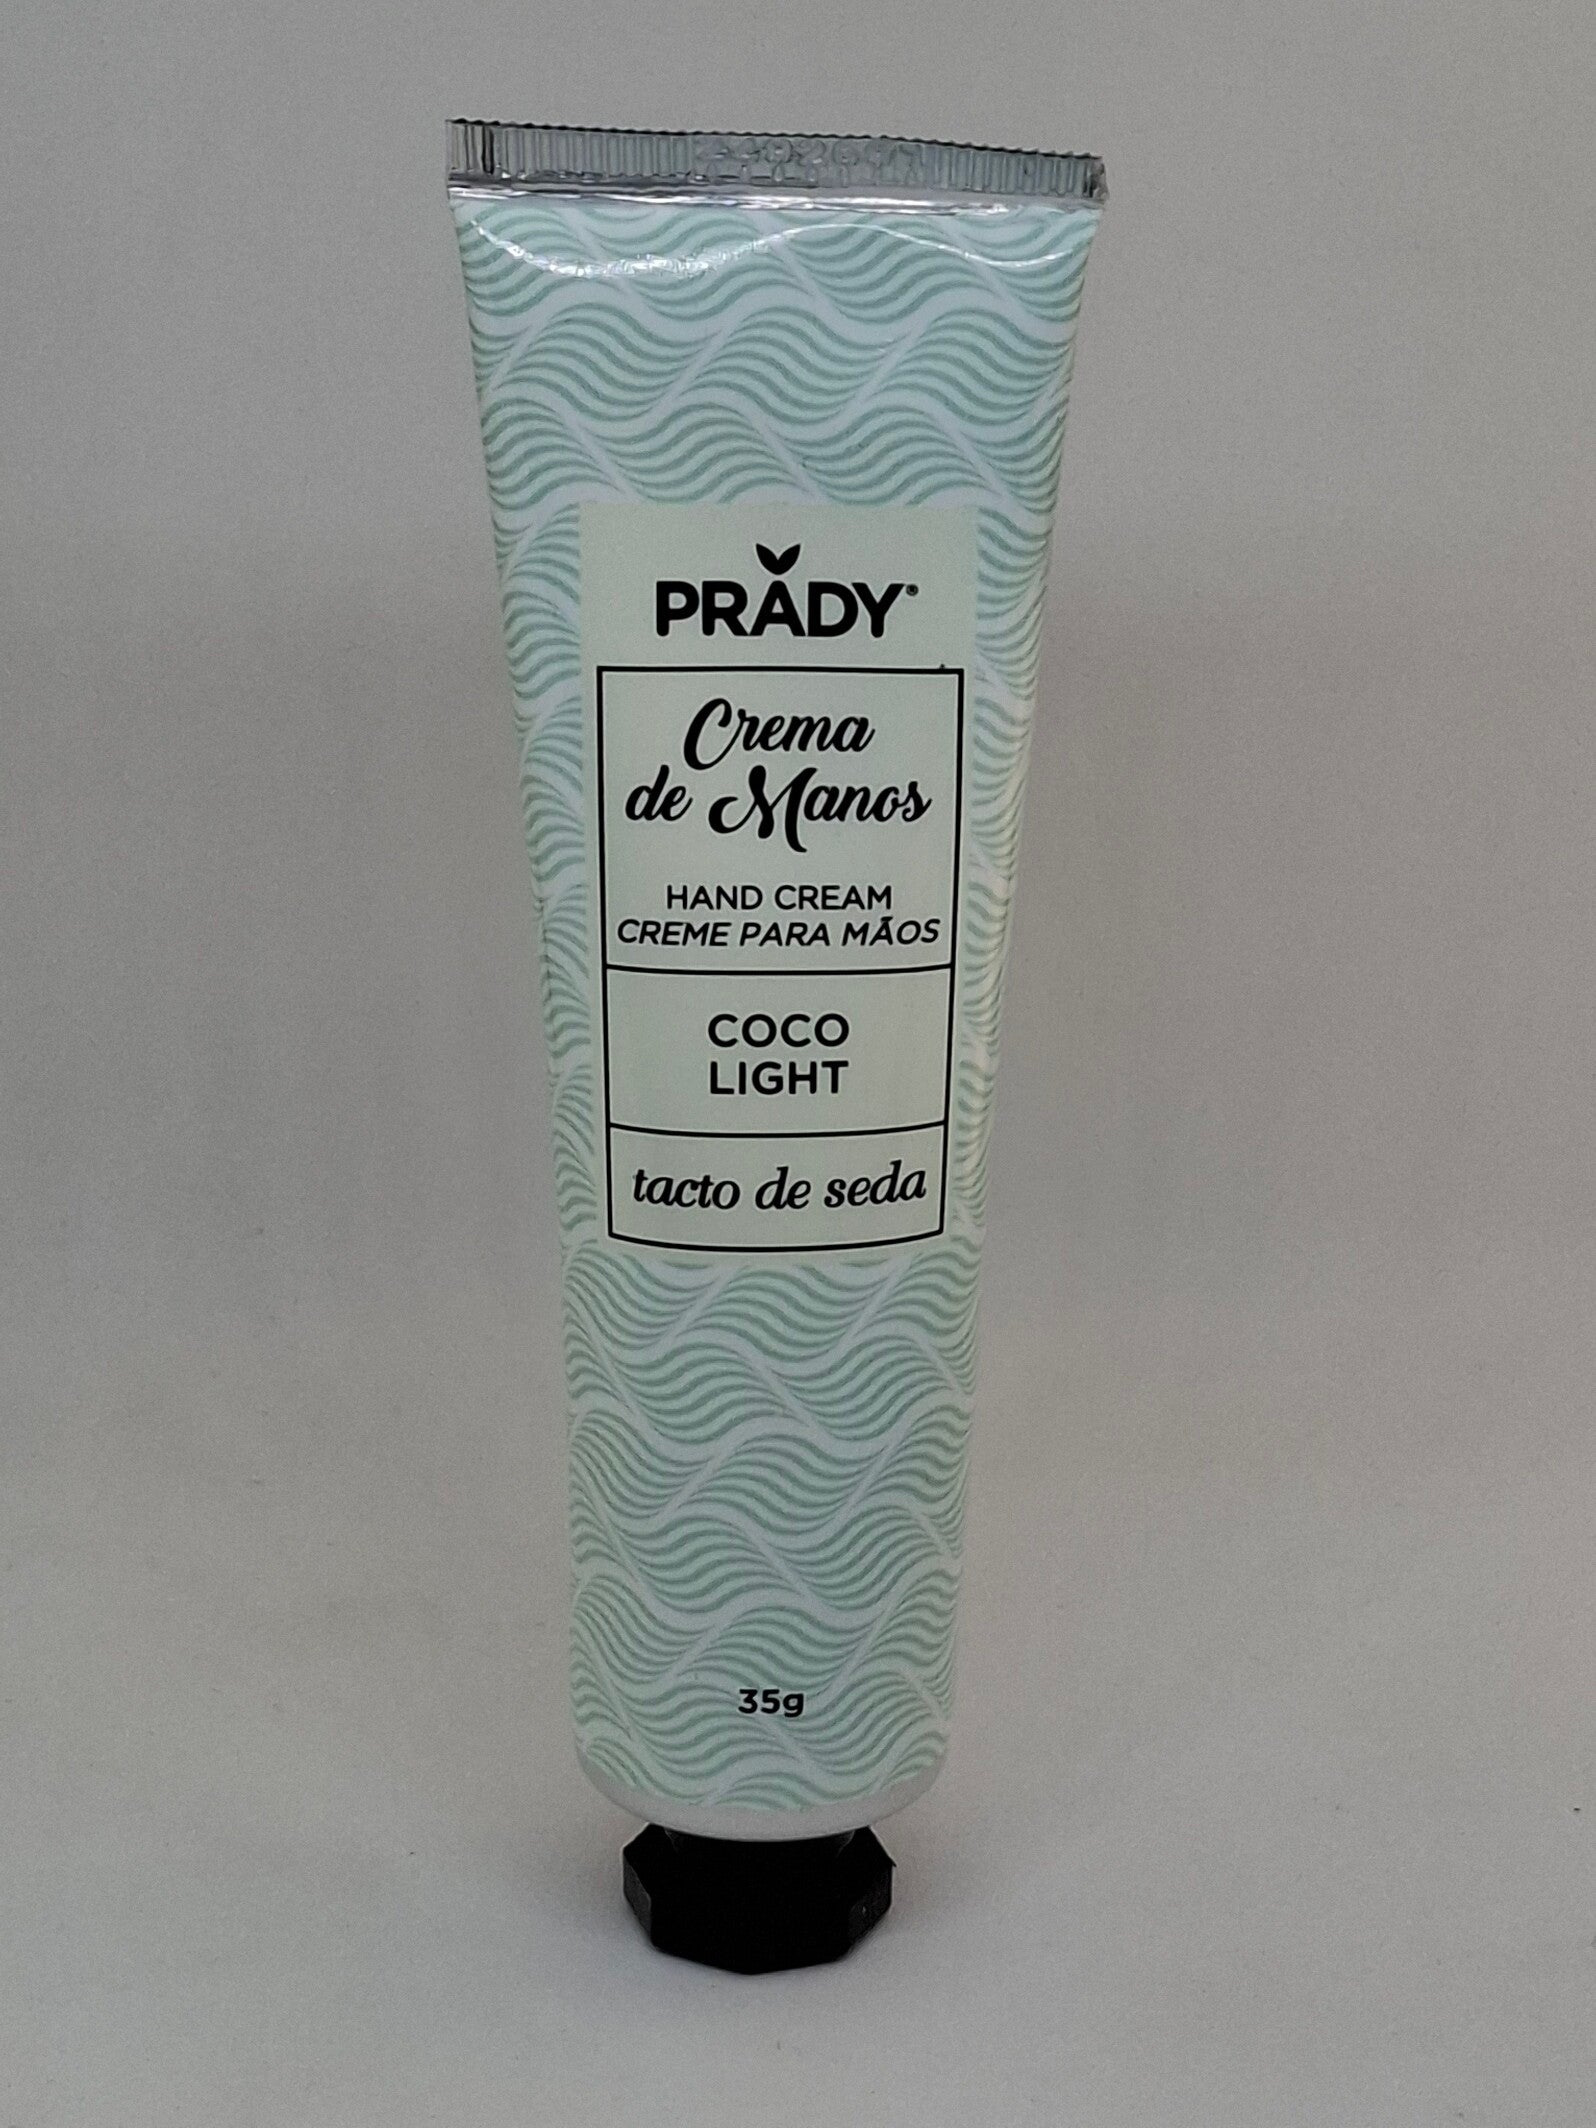 PRADY®
Crema
de Manos
HAND CREAM
CREME PARA MÃOS
COCO
LIGHT
tacto de seda
35g